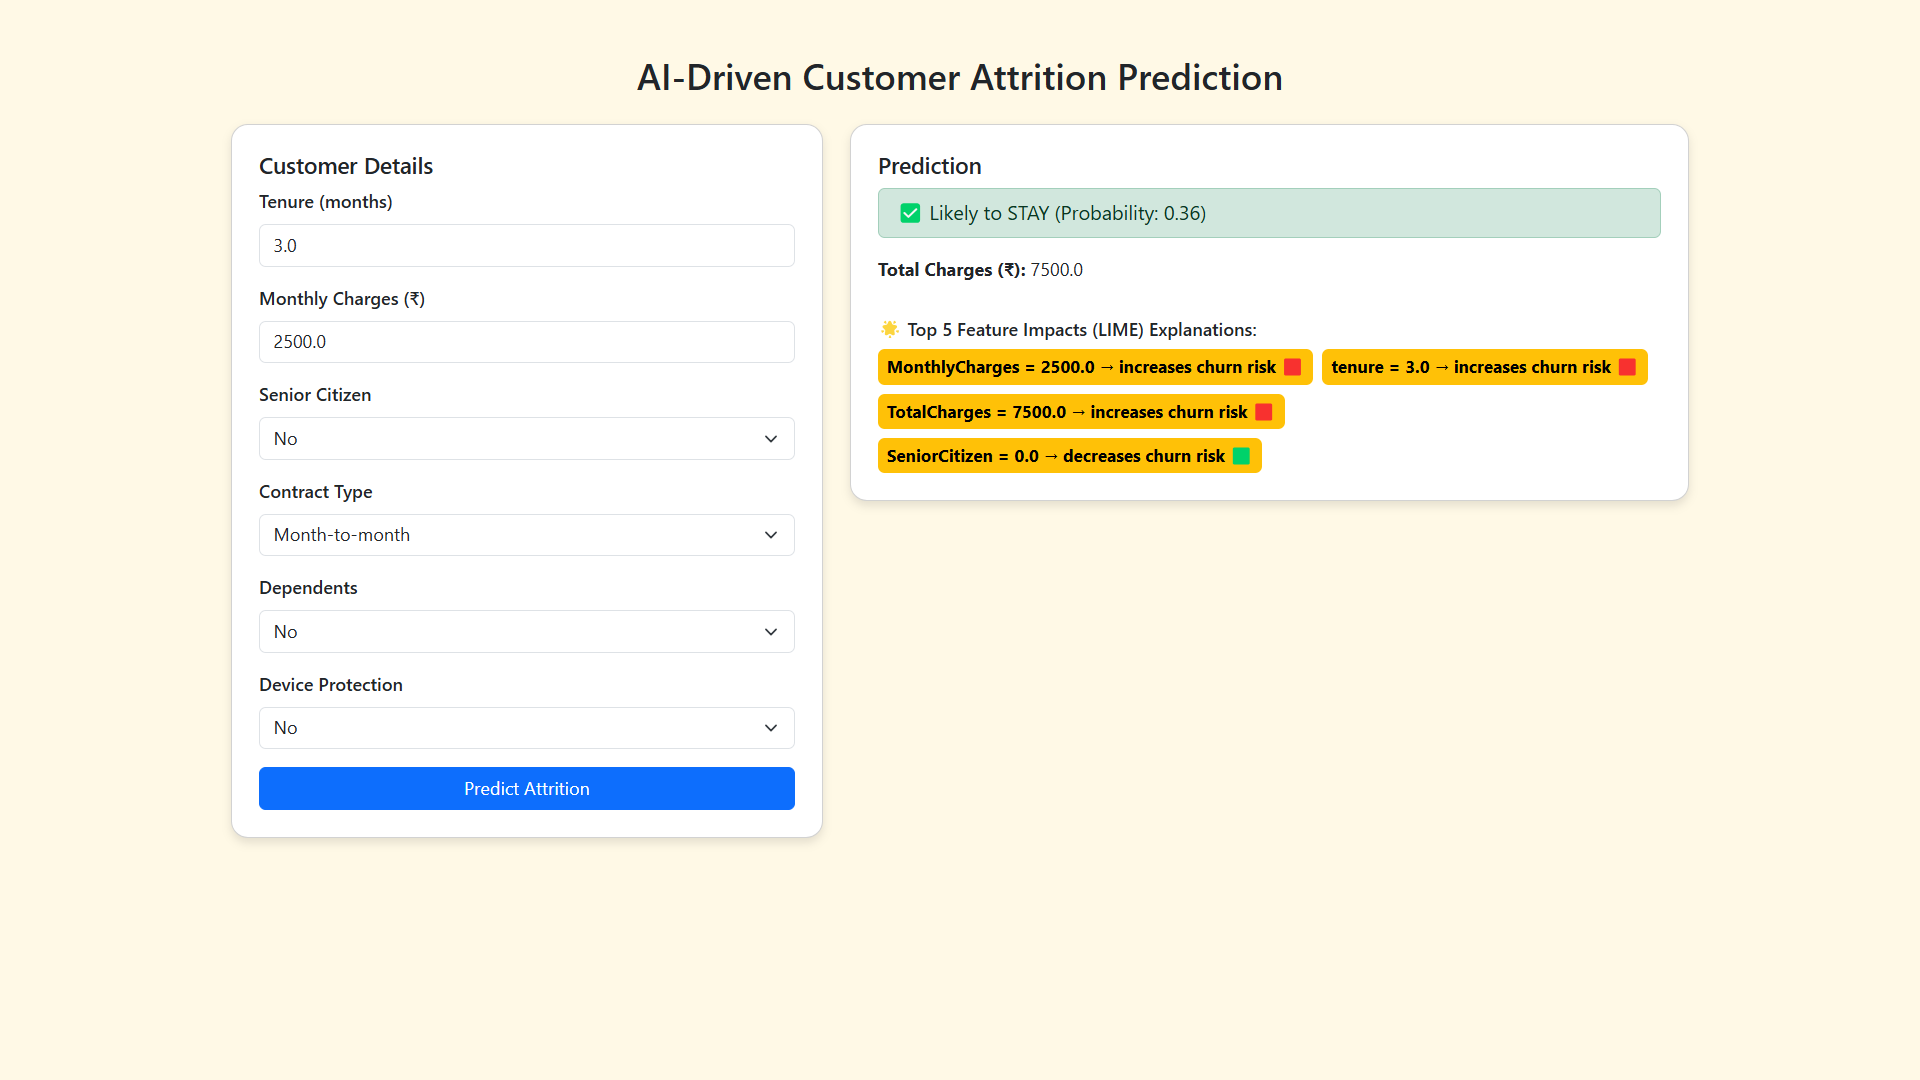 AI-Driven Customer Attrition Prediction
Customer Details
Tenure (months)
3.0
Monthly Charges (₹)
2500.0
Senior Citizen
No
Contract Type
Month-to-month
Dependents
No
Device Protection
No
Predict Attrition
Prediction
✅ Likely to STAY (Probability: 0.36)
Total Charges (₹): 7500.0
🌟 Top 5 Feature Impacts (LIME) Explanations:
MonthlyCharges = 2500.0 → increases churn risk 🟥 tenure = 3.0 → increases churn risk 🟥
TotalCharges = 7500.0 → increases churn risk 🟥
SeniorCitizen = 0.0 → decreases churn risk 🟩